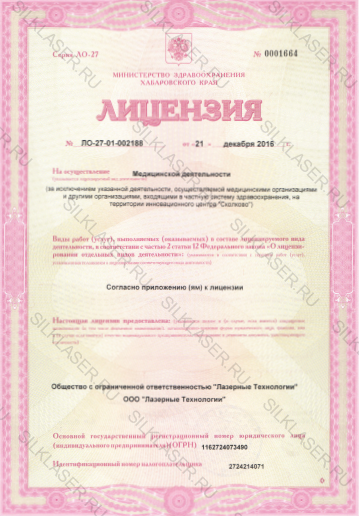 Серия ЛО-27 № 0001664
МИНИСТЕРСТВО ЗДРАВООХРАНЕНИЯ
ХАБАРОВСКОГО КРАЯ
ЛИЦЕНЗИЯ
№ ЛО-27-01-002188 от «21» декабря 2016 г.
На осуществление Медицинской деятельности
(за исключением указанной деятельности, осуществляемой медицинскими организациями
и другими организациями, входящими в частную систему здравоохранения, на
территории инновационного центра "Сколково")
Виды работ (услуг), выполняемых (оказываемых) в составе лицензируемого вида
деятельности, в соответствии с частью 2 статьи 12 Федерального закона «О лицензи-
ровании отдельных видов деятельности»:
Согласно приложению (ям) к лицензии
Настоящая лицензия предоставлена:
Общество с ограниченной ответственностью "Лазерные Технологии"
ООО "Лазерные Технологии"
Основной государственный регистрационный номер юридического лица
(индивидуального предпринимателя) (ОГРН) 1162724073490
Идентификационный номер налогоплательщика 2724214071
SILKLASER.RU